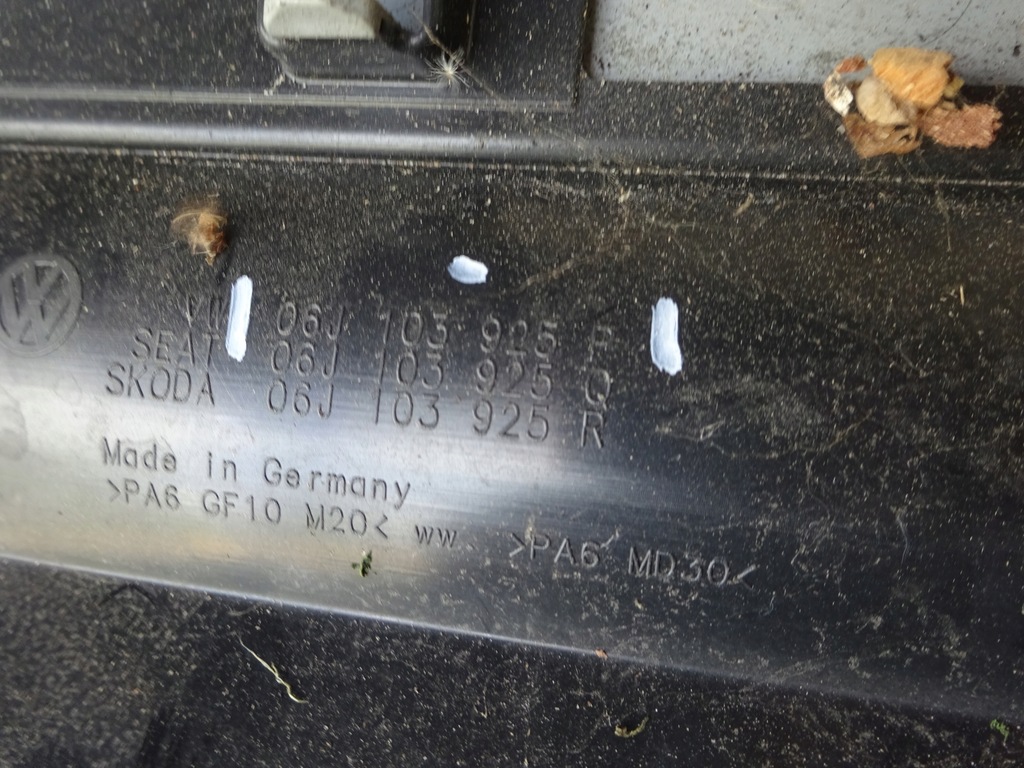 VW 06J 103 925 P
SEAT 06J 103 925 Q
SKODA 06J 103 925 R
Made in Germany
>PA6 GF10 M20< ww. >PA6 MD30<